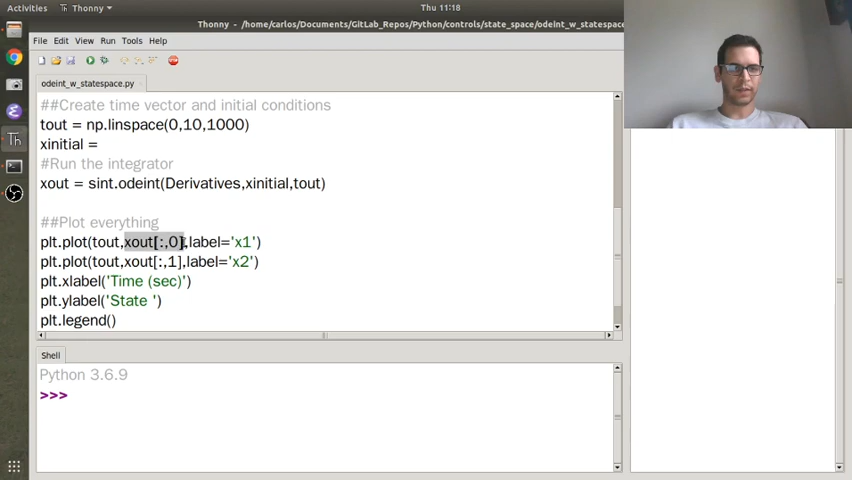 Activities
Thonny
Thu 11:18
Thonny - /home/carlos/Documents/GitLab_Repos/Python/controls/state_space/odeint_w_statespace
File Edit View Run Tools Help
odeint_w_statespace.py
##Create time vector and initial conditions
tout = np.linspace(0,10,1000)
xinitial =
#Run the integrator
xout = sint.odeint(Derivatives,xinitial,tout)
##Plot everything
plt.plot(tout,xout[:,0],label='x1')
plt.plot(tout,xout[:,1],label='x2')
plt.xlabel('Time (sec)')
plt.ylabel('State ')
plt.legend()
Shell
Python 3.6.9
>>>